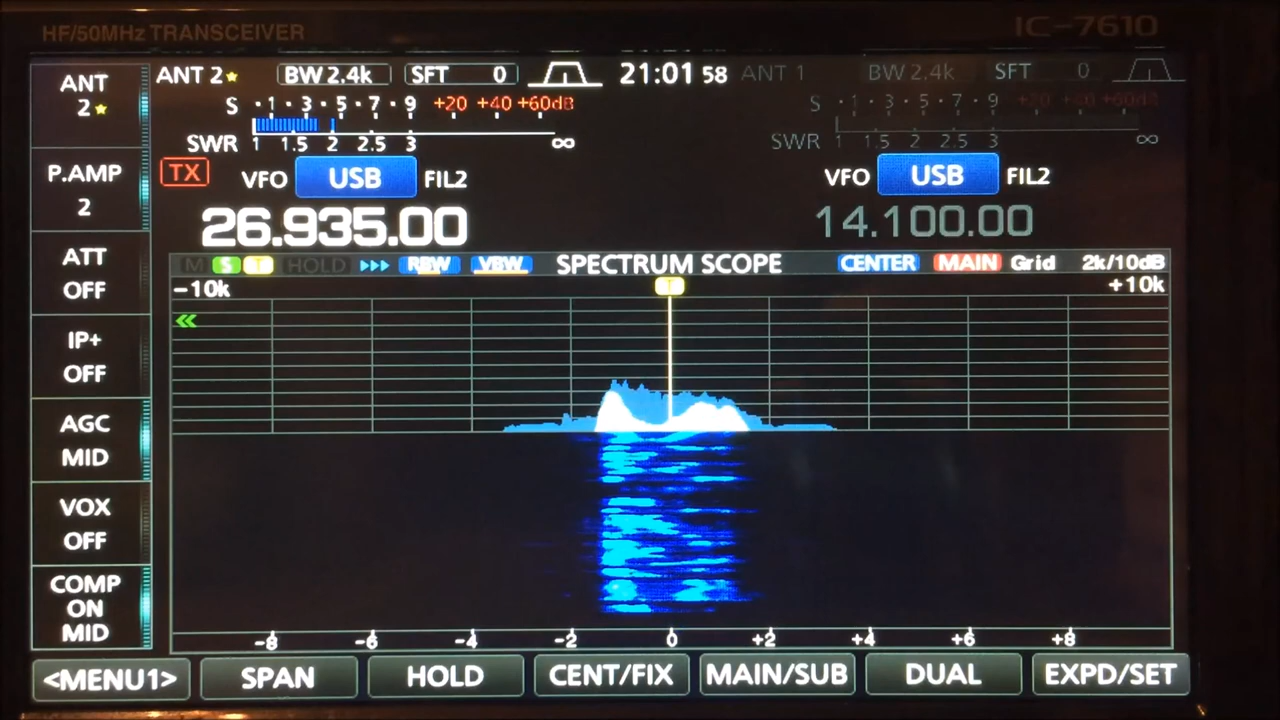 HF/50MHz TRANSCEIVER IC-7610
ANT 2 P.AMP 2 ATT OFF IP+ OFF AGC MID VOX OFF COMP ON MID
ANT 2 BW 2.4k SFT 0 21:01 58 ANT 1 BW 2.4k SFT 0
S 1 3 5 7 9 +20 +40 +60dB S 1 3 5 7 9 +20 +40 +60dB
SWR 1 1.5 2 2.5 3 ∞ SWR 1 1.5 2 2.5 3 ∞
TX VFO USB FIL2 VFO USB FIL2
26.935.00 14.100.00
M S T HOLD RBW VBW SPECTRUM SCOPE CENTER MAIN Grid 2k/10dB
-10k T +10k
-8 -6 -4 -2 0 +2 +4 +6 +8
<MENU1> SPAN HOLD CENT/FIX MAIN/SUB DUAL EXPD/SET